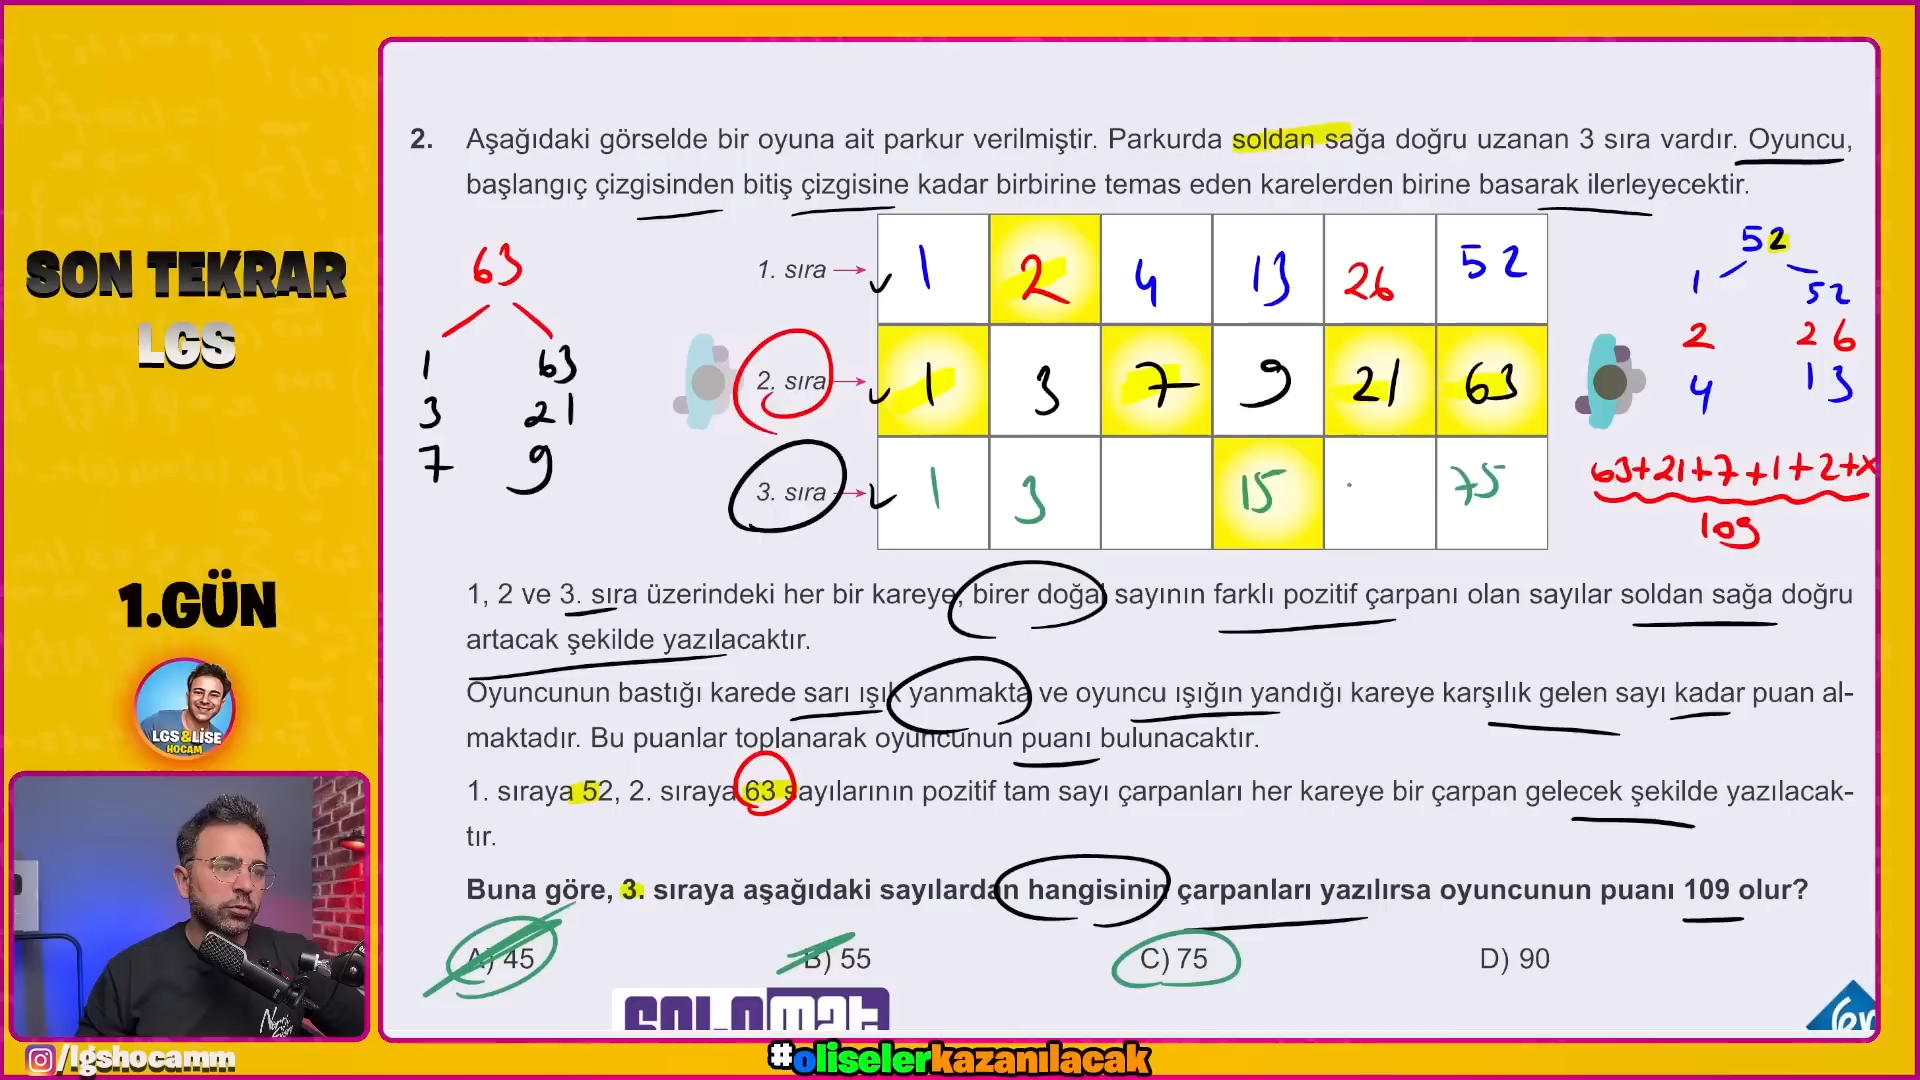 SON TEKRAR
LGS
1.GÜN
LGS&LİSE
HOCAM
/lgshocamm
2. Aşağıdaki görselde bir oyuna ait parkur verilmiştir. Parkurda soldan sağa doğru uzanan 3 sıra vardır. Oyuncu,
başlangıç çizgisinden bitiş çizgisine kadar birbirine temas eden karelerden birine basarak ilerleyecektir.
63
1 63
3 21
7 9
1. sıra 1 2 4 13 26 52
2. sıra 1 3 7 9 21 63
3. sıra 1 3 15 75
52
1 52
2 26
4 13
63+21+7+1+2+x
109
1, 2 ve 3. sıra üzerindeki her bir kareye, birer doğal sayının farklı pozitif çarpanı olan sayılar soldan sağa doğru
artacak şekilde yazılacaktır.
Oyuncunun bastığı karede sarı ışık yanmakta ve oyuncu ışığın yandığı kareye karşılık gelen sayı kadar puan al-
maktadır. Bu puanlar toplanarak oyuncunun puanı bulunacaktır.
1. sıraya 52, 2. sıraya 63 sayılarının pozitif tam sayı çarpanları her kareye bir çarpan gelecek şekilde yazılacak-
tır.
Buna göre, 3. sıraya aşağıdaki sayılardan hangisinin çarpanları yazılırsa oyuncunun puanı 109 olur?
A) 45 B) 55 C) 75 D) 90
#oliselerkazanılacak